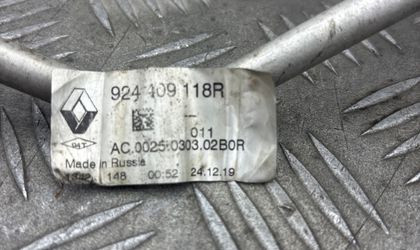 924 409 118R
011
AC.0025.0303.02B0R
Made in Russia
148 00:52 24.12.19